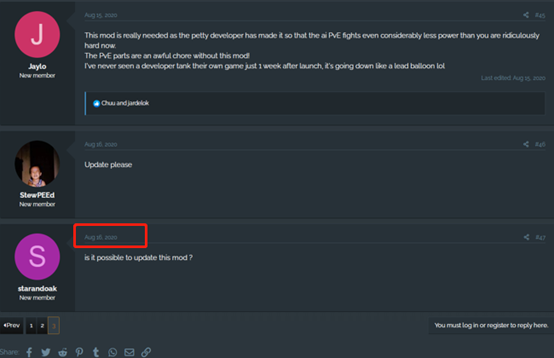 Aug 15, 2020
#45
J
Jaylo
New member
This mod is really needed as the petty developer has made it so that the ai PvE fights even considerably less power than you are ridiculously
hard now.
The PvE parts are an awful chore without this mod!
I've never seen a developer tank their own game just 1 week after launch, it's going down like a lead balloon lol
Last edited: Aug 15, 2020
Chuu and jardelok
Aug 16, 2020
#46
StewPEEd
New member
Update please
Aug 16, 2020
#47
S
starandoak
New member
is it possible to update this mod ?
Prev 1 2 3
You must log in or register to reply here.
Share: